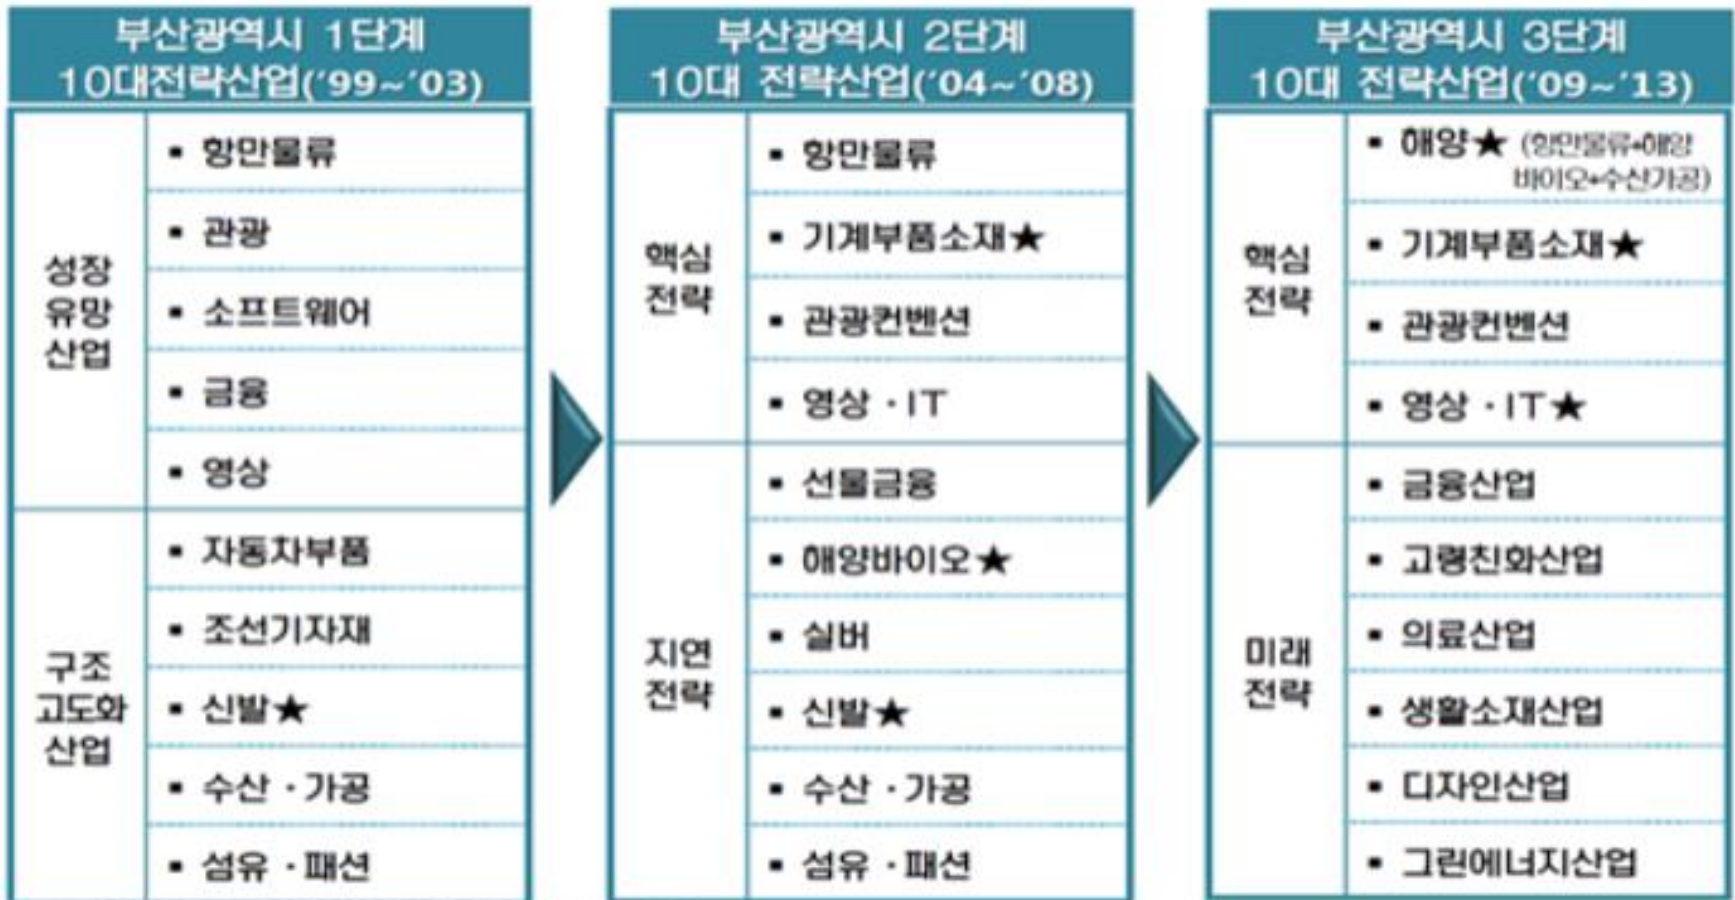 부산광역시 1단계
10대전략산업('99~'03)
성장
유망
산업
▪ 항만물류
▪ 관광
▪ 소프트웨어
▪ 금융
▪ 영상
구조
고도화
산업
▪ 자동차부품
▪ 조선기자재
▪ 신발★
▪ 수산·가공
▪ 섬유·패션
부산광역시 2단계
10대 전략산업('04~'08)
핵심
전략
▪ 항만물류
▪ 기계부품소재★
▪ 관광컨벤션
▪ 영상·IT
지연
전략
▪ 선물금융
▪ 해양바이오★
▪ 실버
▪ 신발★
▪ 수산·가공
▪ 섬유·패션
부산광역시 3단계
10대 전략산업('09~'13)
핵심
전략
▪ 해양★ (항만물류+해양
바이오+수산가공)
▪ 기계부품소재★
▪ 관광컨벤션
▪ 영상·IT★
미래
전략
▪ 금융산업
▪ 고령친화산업
▪ 의료산업
▪ 생활소재산업
▪ 디자인산업
▪ 그린에너지산업